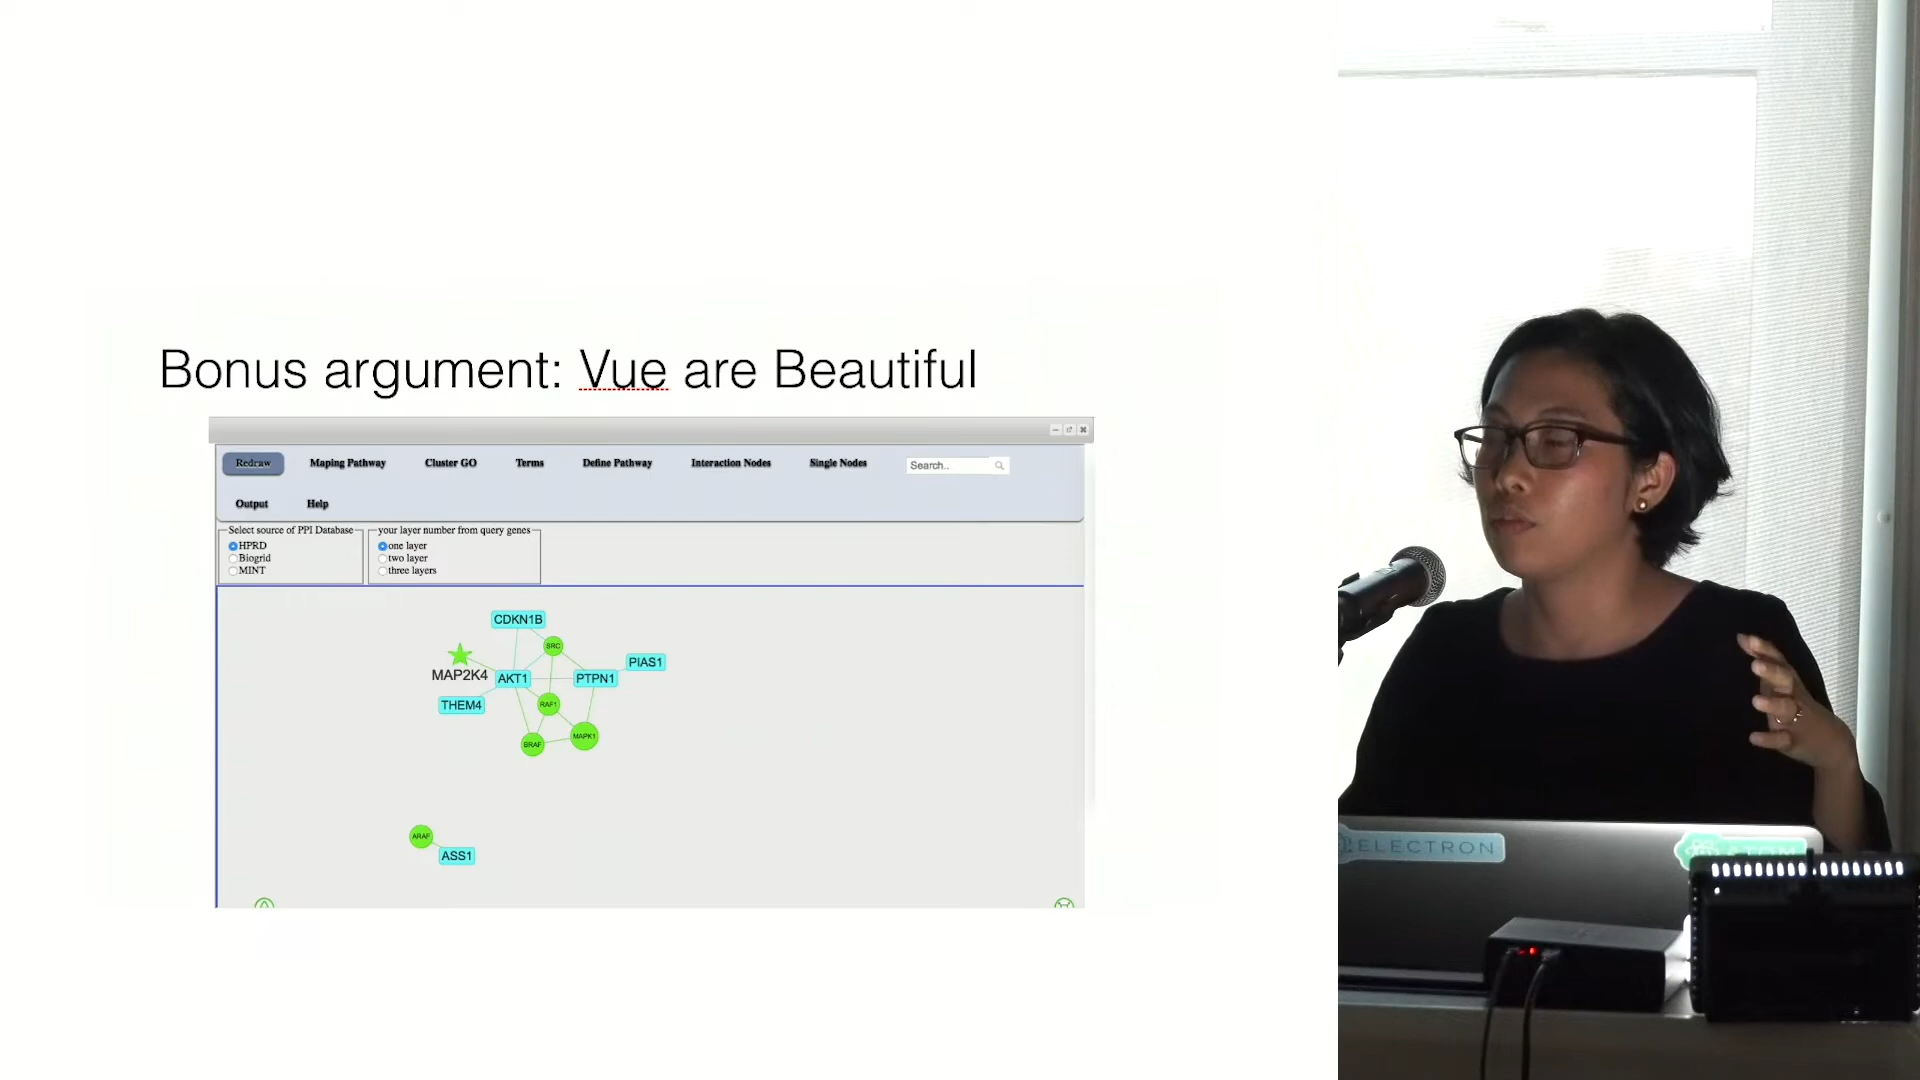 Bonus argument: Vue are Beautiful
Redraw Maping Pathway Cluster GO Terms Define Pathway Interaction Nodes Single Nodes Search..
Output Help
Select source of PPI Database your layer number from query genes
HPRD one layer
Biogrid two layer
MINT three layers
CDKN1B
SRC
PIAS1
MAP2K4 AKT1 PTPN1
THEM4 RAF1
BRAF MAPK1
ARAF
ASS1
ELECTRON
ATOM